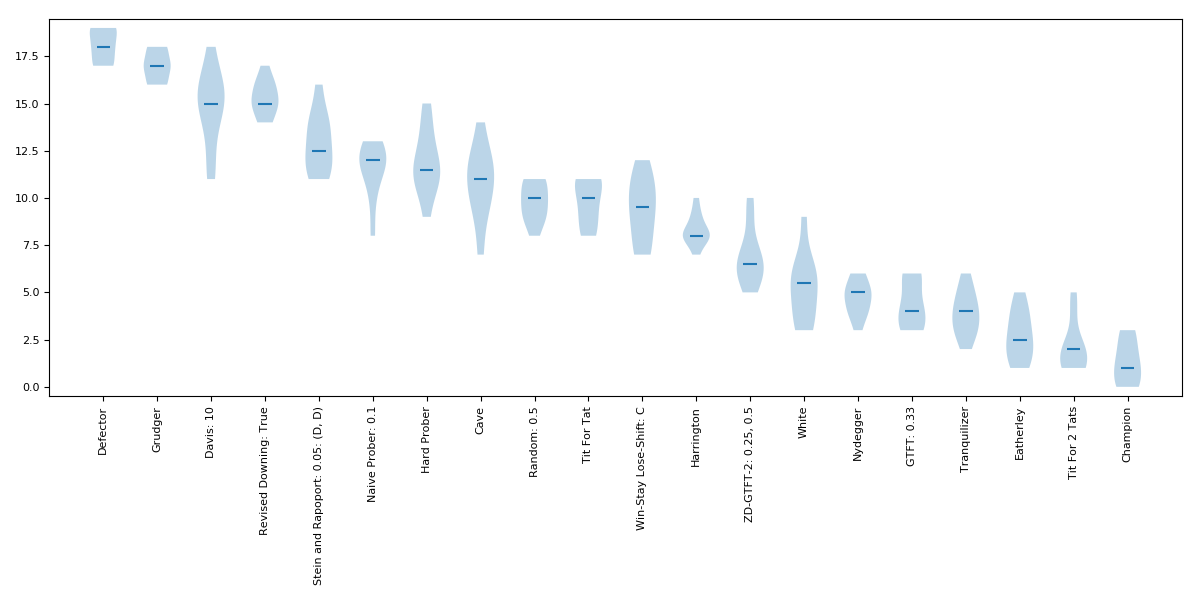 17.5
15.0
12.5
10.0
7.5
5.0
2.5
0.0
Defector
Grudger
Davis: 10
Revised Downing: True
Stein and Rapoport: 0.05: (D, D)
Naive Prober: 0.1
Hard Prober
Cave
Random: 0.5
Tit For Tat
Win-Stay Lose-Shift: C
Harrington
ZD-GTFT-2: 0.25, 0.5
White
Nydegger
GTFT: 0.33
Tranquilizer
Eatherley
Tit For 2 Tats
Champion